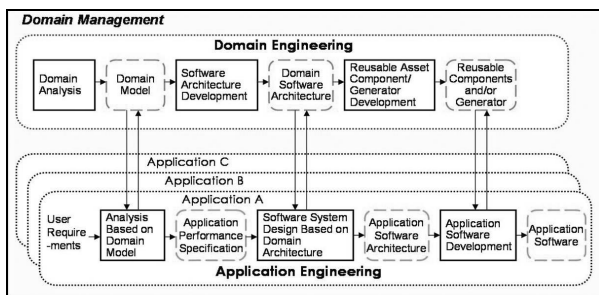 Domain Management
Domain Engineering
Domain
Analysis
Domain
Model
Software
Architecture
Development
Domain
Software
Architecture
Reusable Asset
Component/
Generator
Development
Reusable
Components
and/or
Generator
Application C
Application B
Application A
User
Require
-ments
Analysis
Based on
Domain
Model
Application
Performance
Specification
Software System
Design Based on
Domain
Architecture
Application
Software
Architecture
Application
Software
Development
Application
Software
Application Engineering